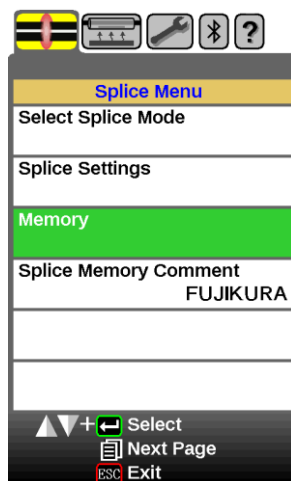 ?
Splice Menu
Select Splice Mode
Splice Settings
Memory
Splice Memory Comment
FUJIKURA
+ Select
Next Page
ESC Exit